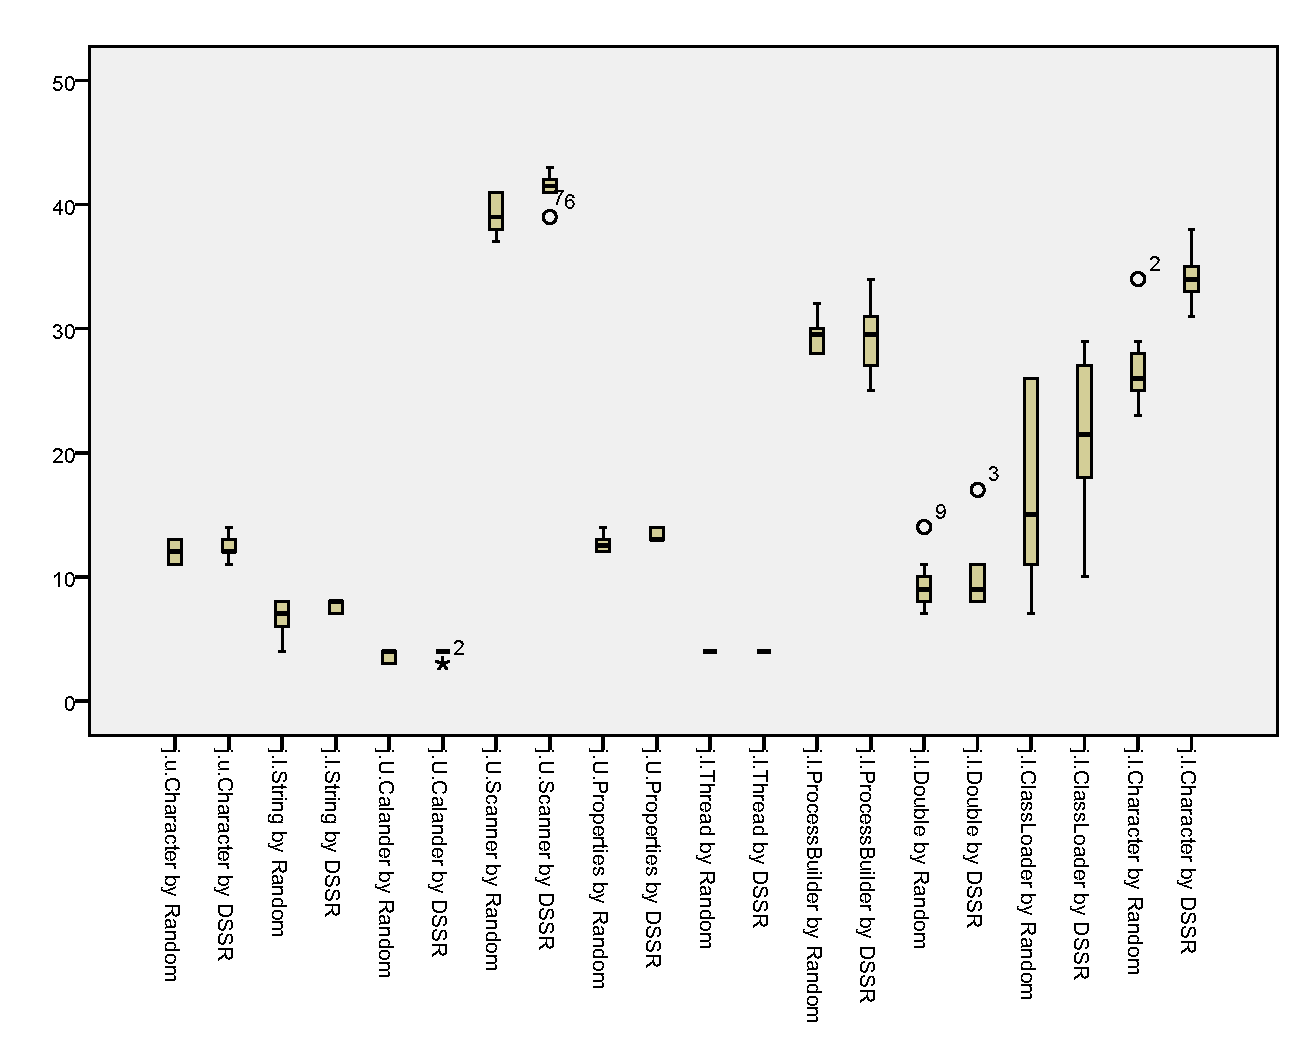 50
40
30
20
10
0
76
2
9
3
2
j.u.Character by Random
j.u.Character by DSSR
j.l.String by Random
j.l.String by DSSR
j.U.Calander by Random
j.U.Calander by DSSR
j.U.Scanner by Random
j.U.Scanner by DSSR
j.U.Properties by Random
j.U.Properties by DSSR
j.l.Thread by Random
j.l.Thread by DSSR
j.l.ProcessBuilder by Random
j.l.ProcessBuilder by DSSR
j.l.Double by Random
j.l.Double by DSSR
j.l.ClassLoader by Random
j.l.ClassLoader by DSSR
j.l.Character by Random
j.l.Character by DSSR